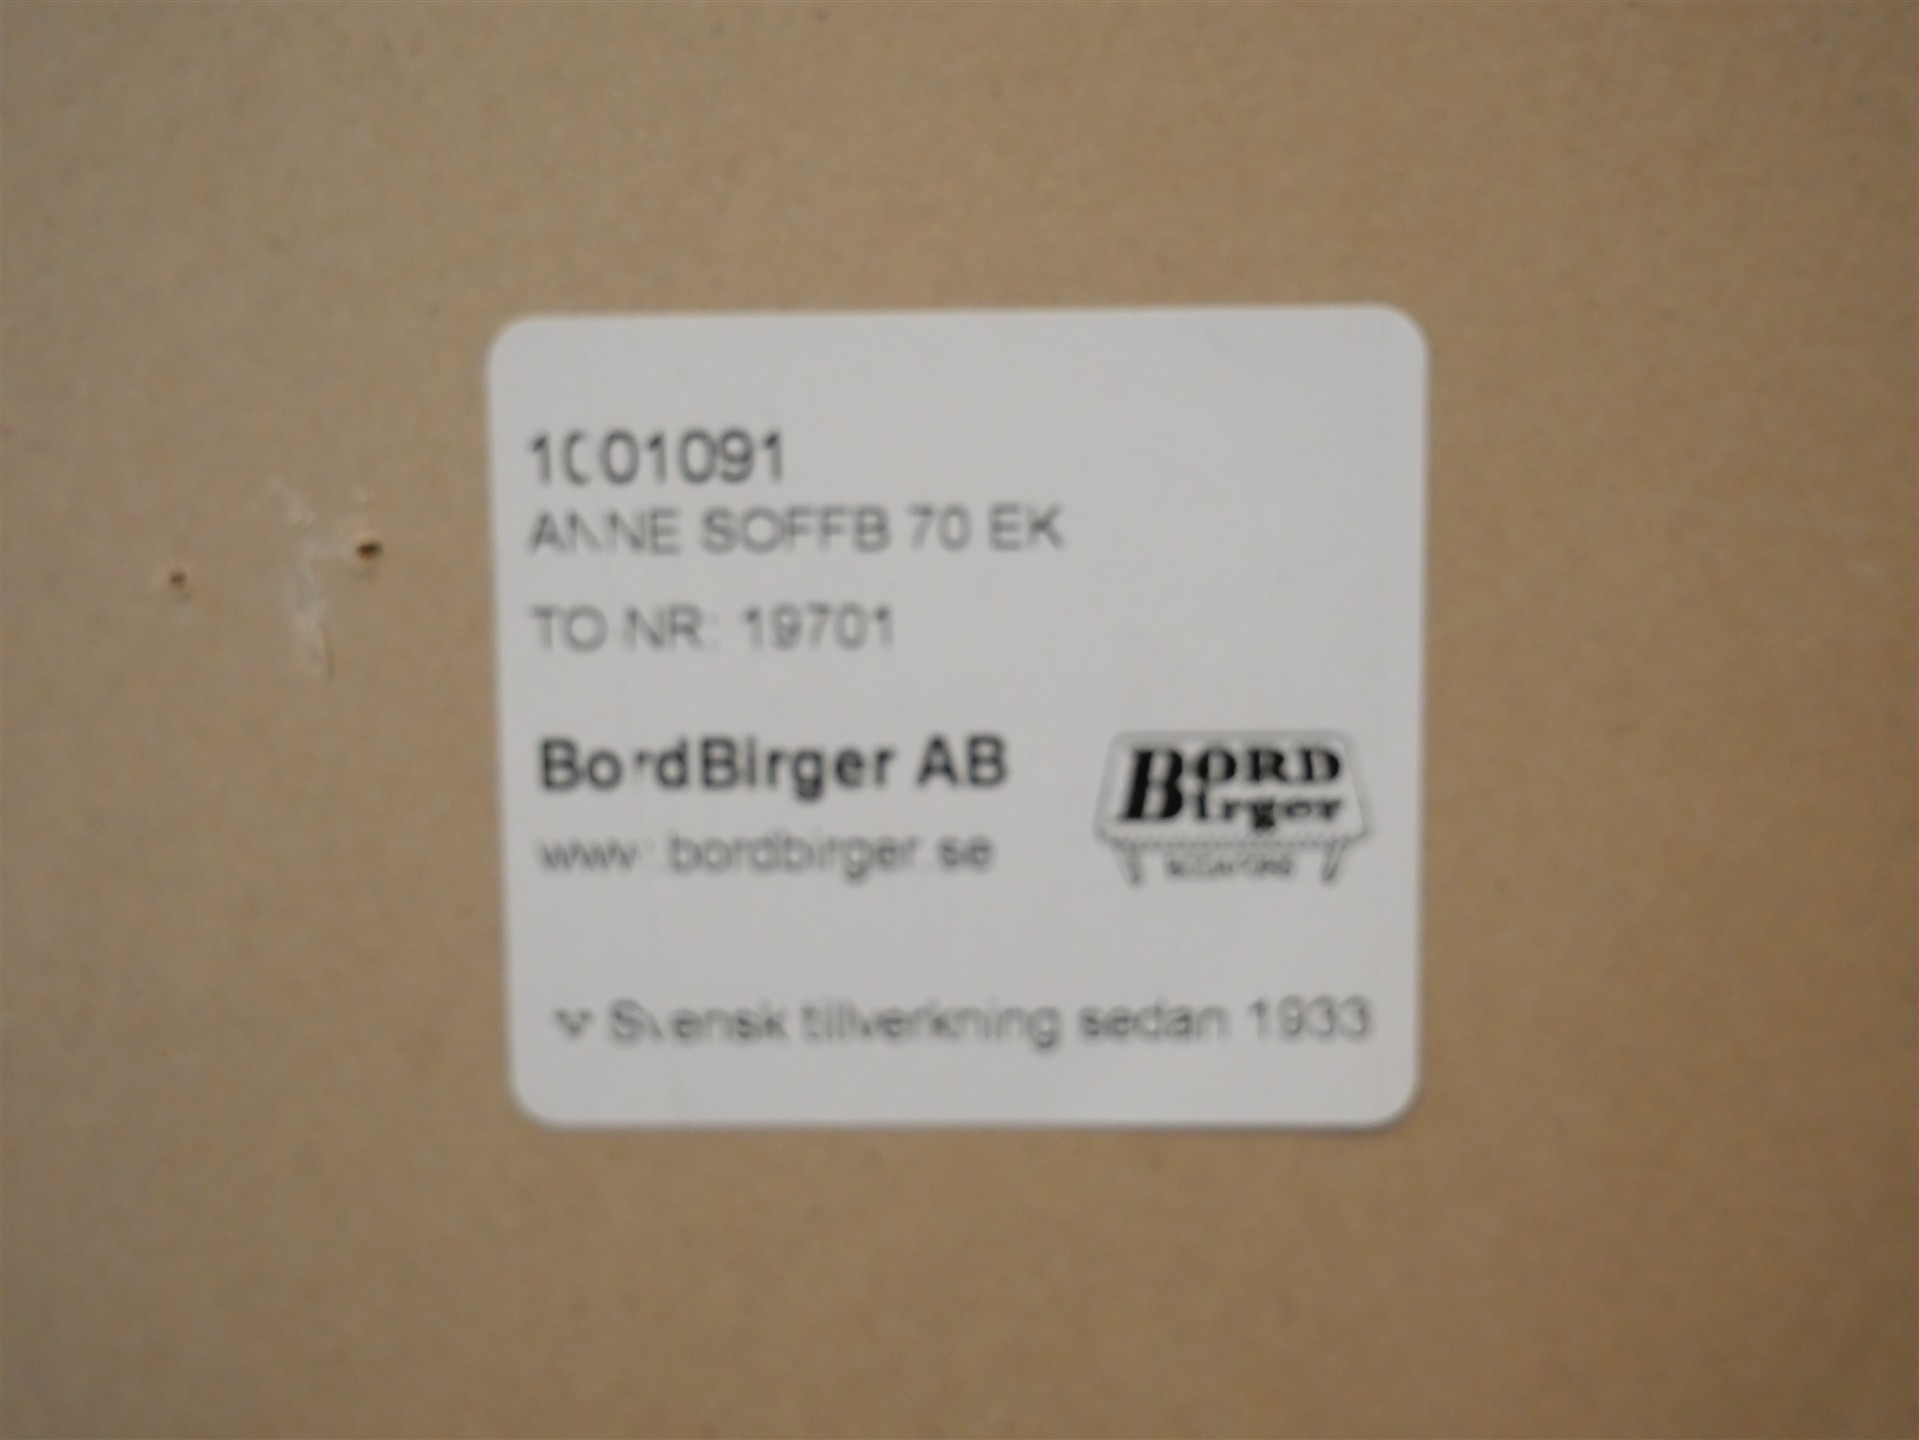 1001091
ANNE SOFFB 70 EK
TO NR: 19701
BordBirger AB
www.bordbirger.se
BORD
Birger
♥ Svensk tillverkning sedan 1933